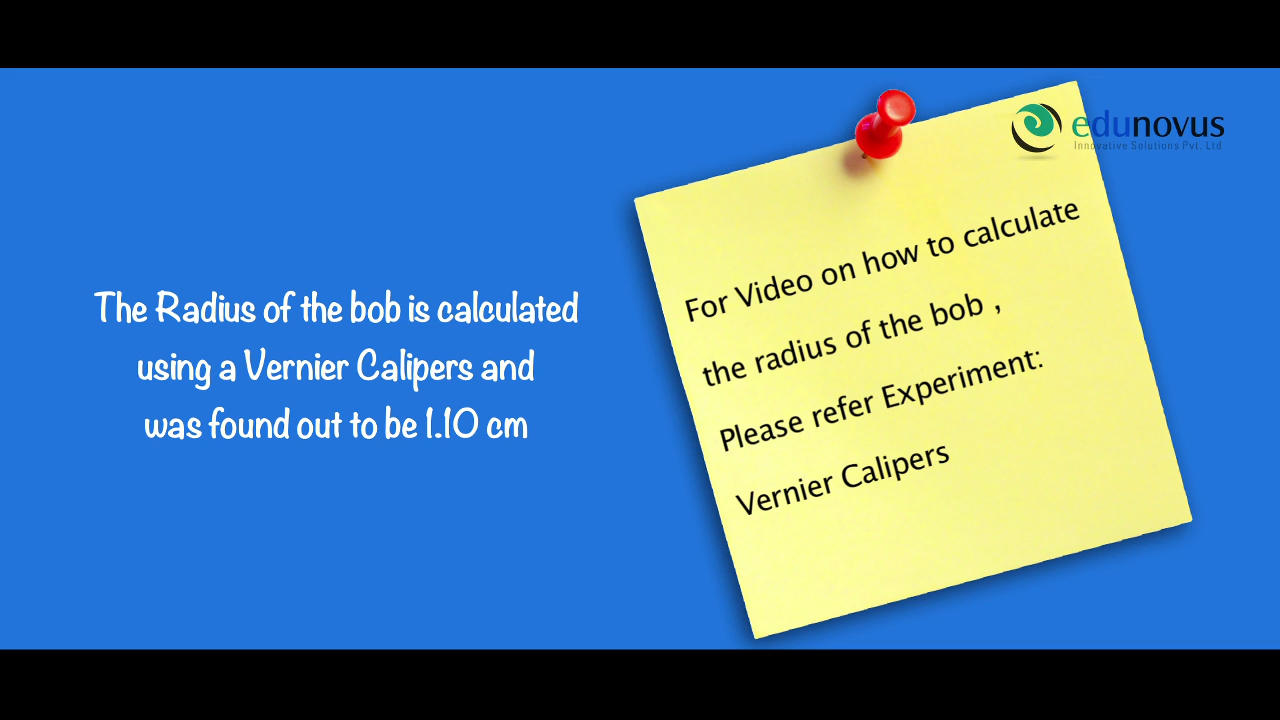 The Radius of the bob is calculated
using a Vernier Calipers and
was found out to be 1.10 cm
edunovus
Innovative Solutions Pvt. Ltd
For Video on how to calculate
the radius of the bob ,
Please refer Experiment:
Vernier Calipers